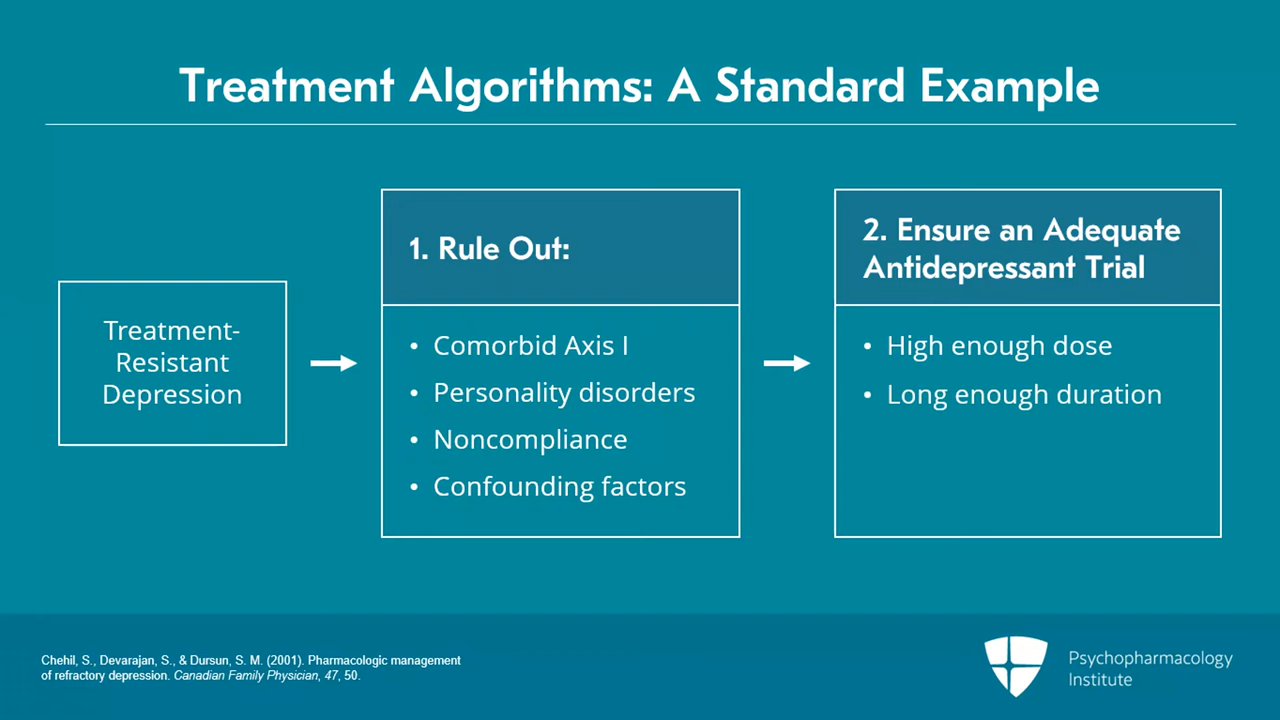 Treatment Algorithms: A Standard Example
Treatment-
Resistant
Depression
1. Rule Out:
• Comorbid Axis I
• Personality disorders
• Noncompliance
• Confounding factors
2. Ensure an Adequate
Antidepressant Trial
• High enough dose
• Long enough duration
Chehil, S., Devarajan, S., & Dursun, S. M. (2001). Pharmacologic management
of refractory depression. Canadian Family Physician, 47, 50.
Psychopharmacology
Institute